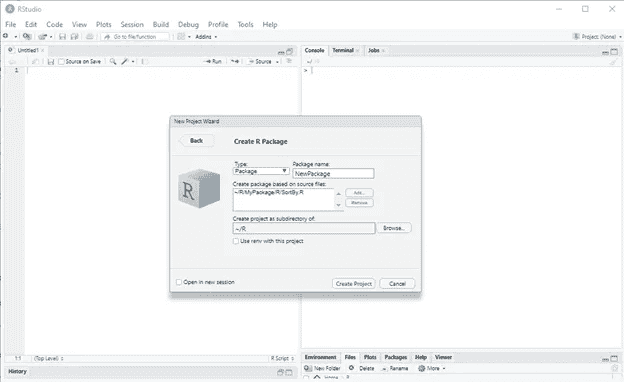 RStudio
File Edit Code View Plots Session Build Debug Profile Tools Help
Go to file/function Addins Project: (None)
Untitled1 Console Terminal Jobs
Source on Save Run Source ~/
1 >
New Project Wizard
Back Create R Package
Type: Package name:
Package NewPackage
Create package based on source files:
~/R/MyPackage/R/SortBy.R Add...
Remove
Create project as subdirectory of:
~/R Browse...
Use renv with this project
Open in new session Create Project Cancel
1:1 (Top Level) R Script
Environment Files Plots Packages Help Viewer
New Folder Delete Rename More
History Home R